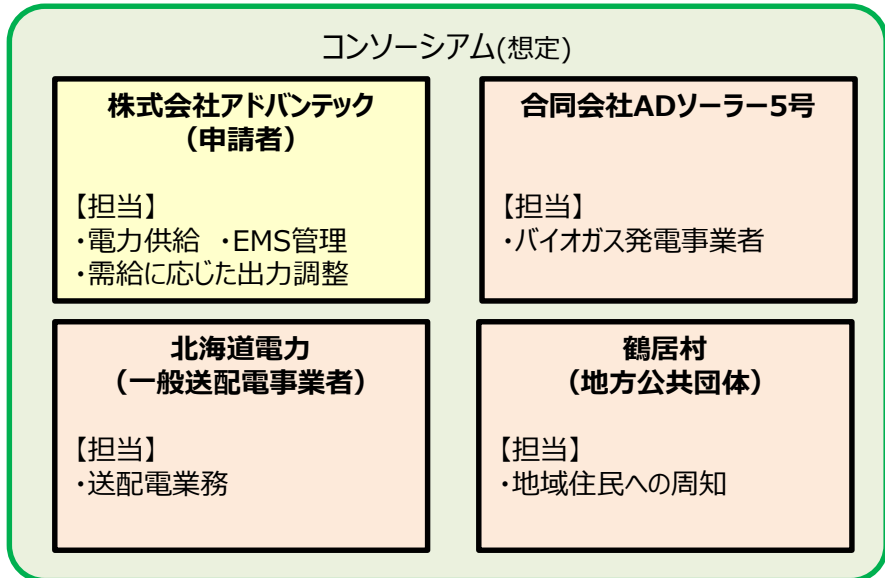 コンソーシアム(想定)
株式会社アドバンテック
（申請者）
【担当】
・電力供給 ・EMS管理
・需給に応じた出力調整
合同会社ADソーラー5号
【担当】
・バイオガス発電事業者
北海道電力
（一般送配電事業者）
【担当】
・送配電業務
鶴居村
（地方公共団体）
【担当】
・地域住民への周知